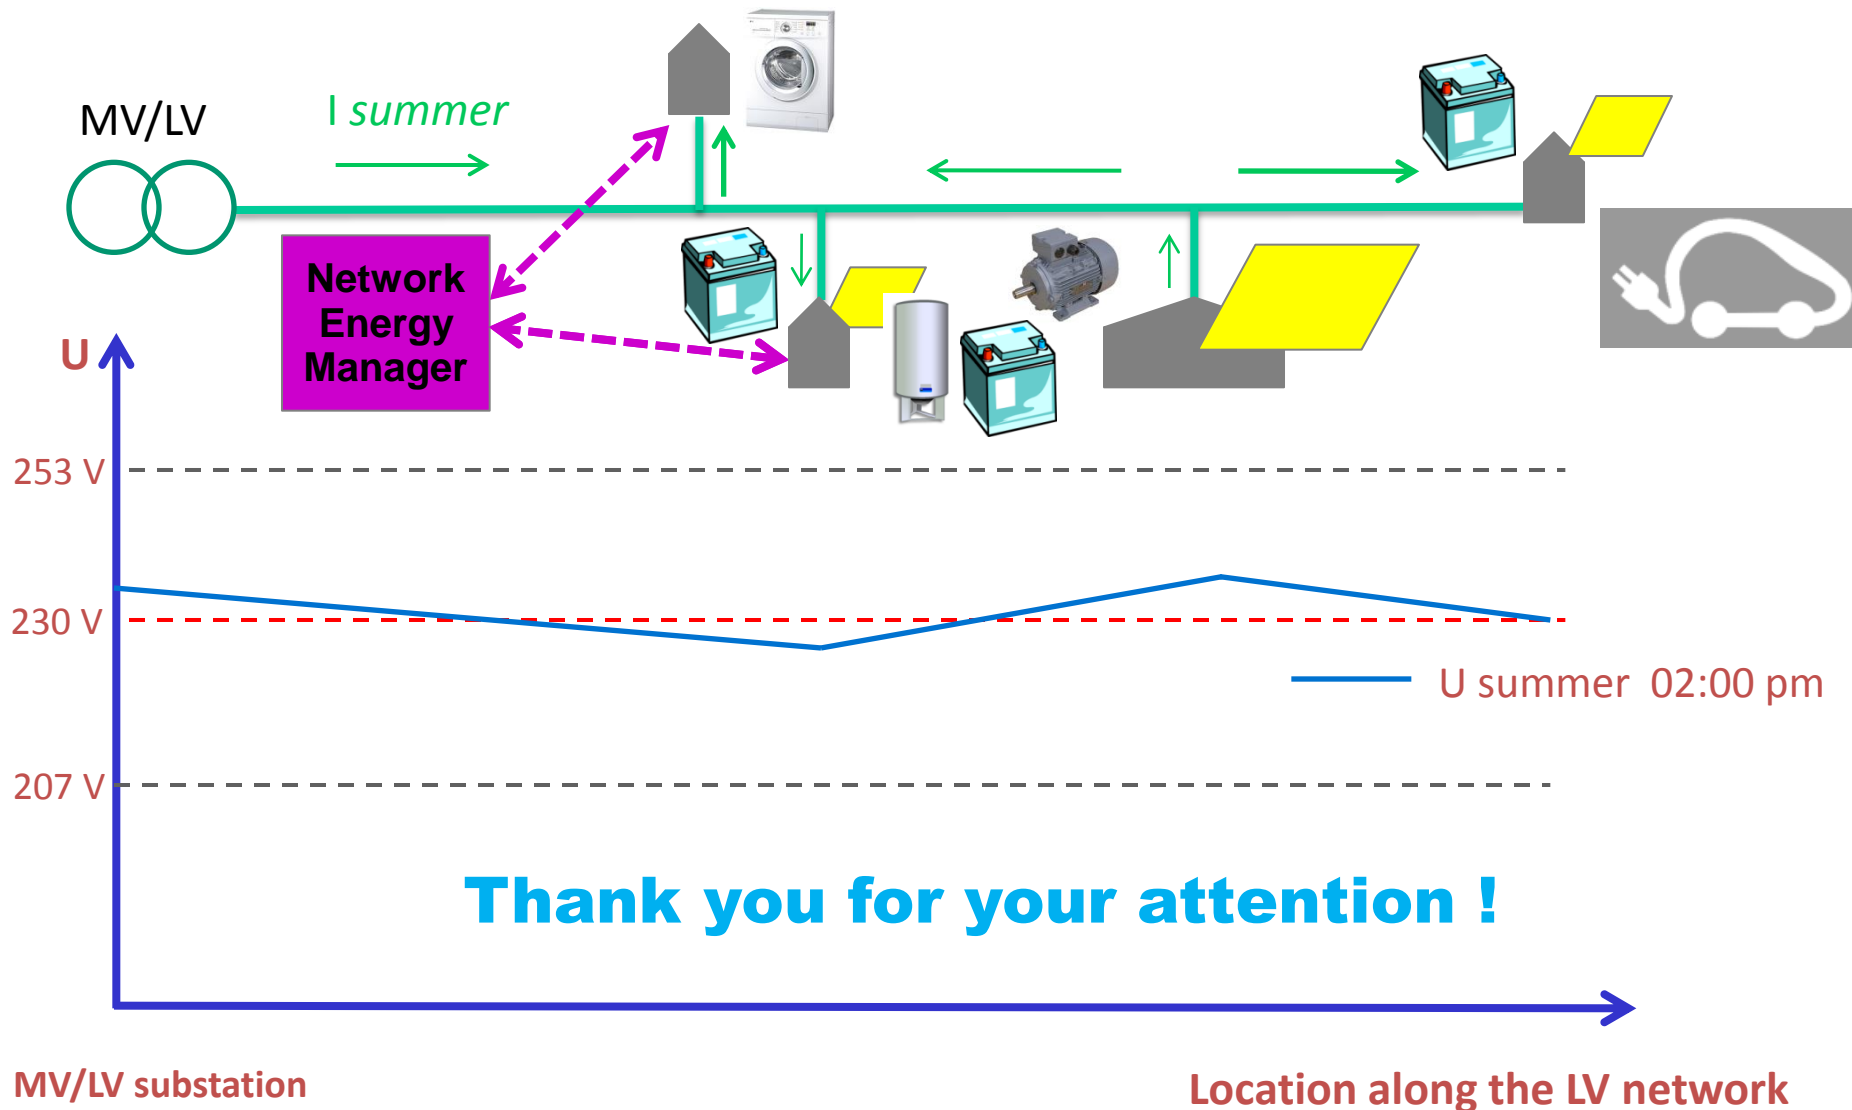 MV/LV
I summer
Network
Energy
Manager
U
253 V
230 V
U summer 02:00 pm
207 V
Thank you for your attention !
MV/LV substation
Location along the LV network